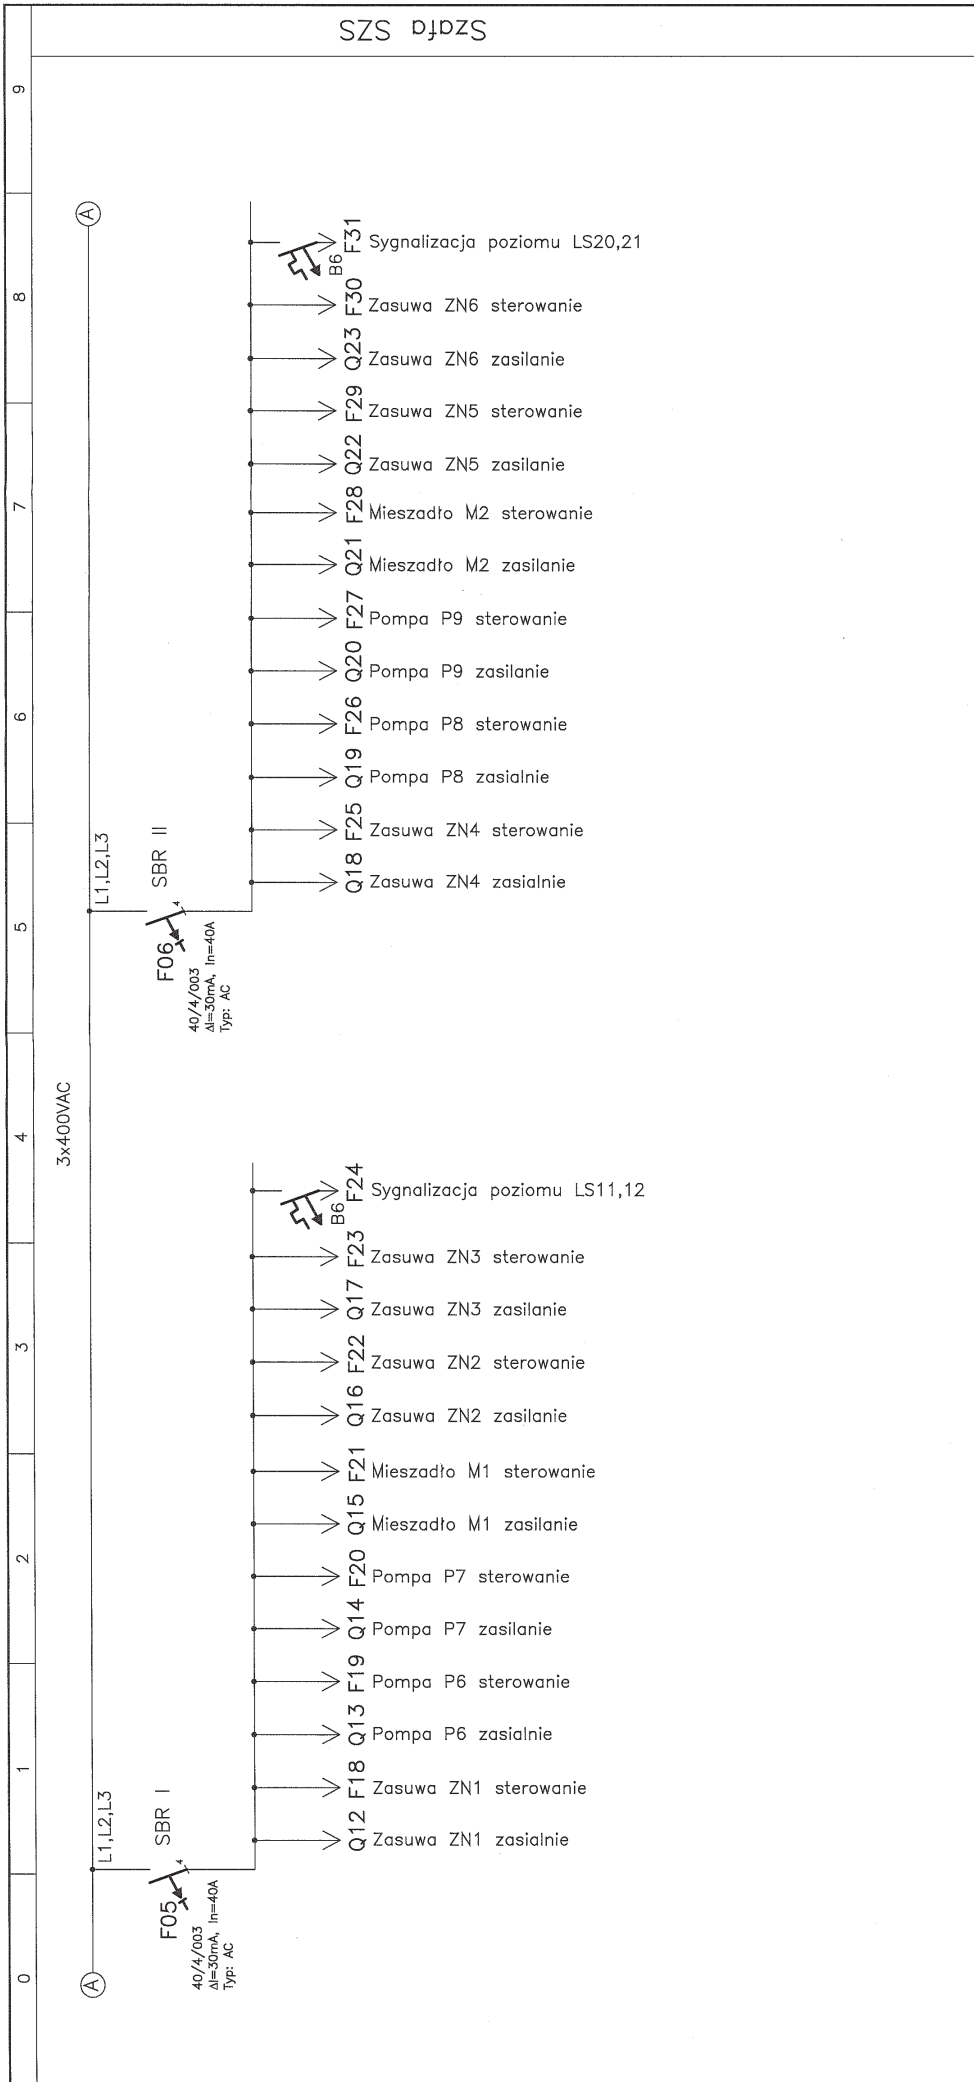 Szafa SZS
0
1
2
3
4
5
6
7
8
9
3x400VAC
A
A
L1,L2,L3
SBR I
4
F05
40/4/003
ΔI=30mA, In=40A
Typ: AC
Q12 Zasuwa ZN1 zasialnie
F18 Zasuwa ZN1 sterowanie
Q13 Pompa P6 zasialnie
F19 Pompa P6 sterowanie
Q14 Pompa P7 zasilanie
F20 Pompa P7 sterowanie
Q15 Mieszadło M1 zasilanie
F21 Mieszadło M1 sterowanie
Q16 Zasuwa ZN2 zasilanie
F22 Zasuwa ZN2 sterowanie
Q17 Zasuwa ZN3 zasilanie
F23 Zasuwa ZN3 sterowanie
B6
F24 Sygnalizacja poziomu LS11,12
L1,L2,L3
SBR II
4
F06
40/4/003
ΔI=30mA, In=40A
Typ: AC
Q18 Zasuwa ZN4 zasialnie
F25 Zasuwa ZN4 sterowanie
Q19 Pompa P8 zasialnie
F26 Pompa P8 sterowanie
Q20 Pompa P9 zasilanie
F27 Pompa P9 sterowanie
Q21 Mieszadło M2 zasilanie
F28 Mieszadło M2 sterowanie
Q22 Zasuwa ZN5 zasilanie
F29 Zasuwa ZN5 sterowanie
Q23 Zasuwa ZN6 zasilanie
F30 Zasuwa ZN6 sterowanie
B6
F31 Sygnalizacja poziomu LS20,21